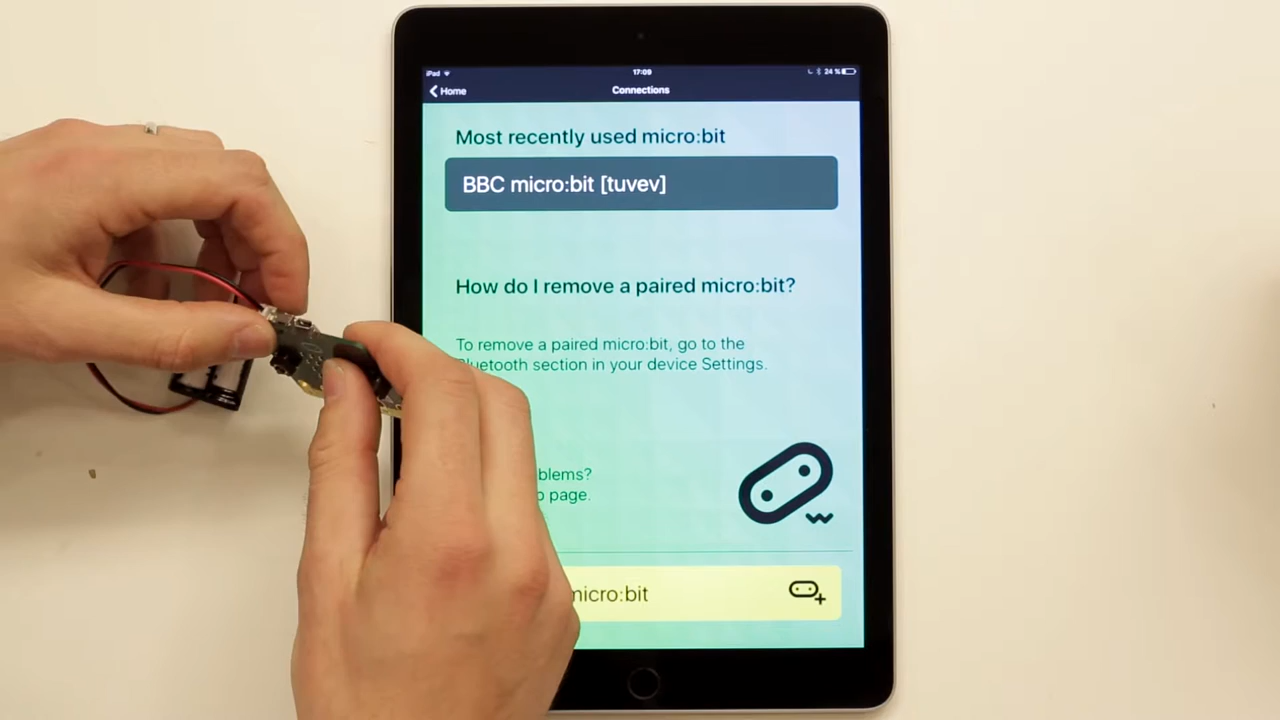 iPad 17:09 24 %
Home Connections
Most recently used micro:bit
BBC micro:bit [tuvev]
How do I remove a paired micro:bit?
To remove a paired micro:bit, go to the
Bluetooth section in your device Settings.
blems?
page.
micro:bit